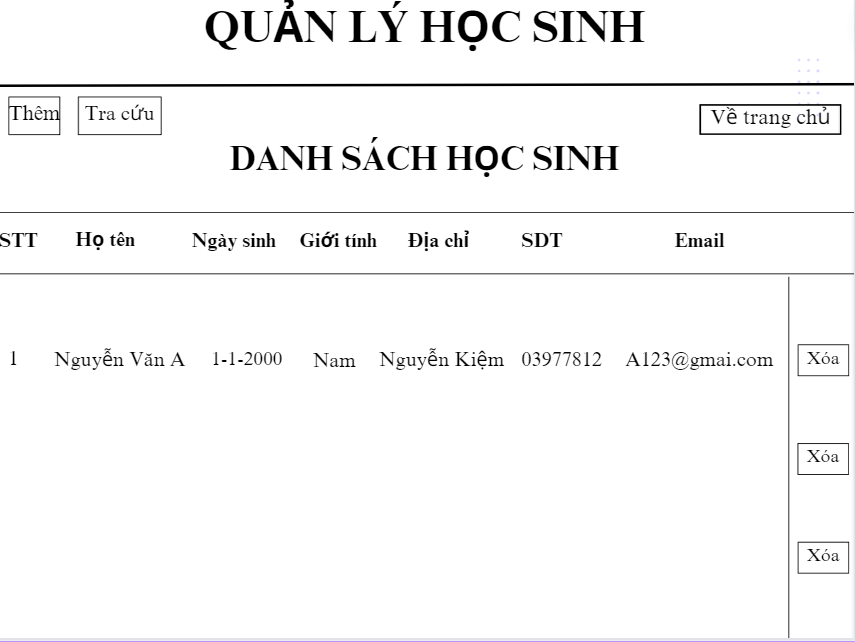 QUẢN LÝ HỌC SINH
Thêm Tra cứu Về trang chủ
DANH SÁCH HỌC SINH
STT Họ tên Ngày sinh Giới tính Địa chỉ SDT Email
1 Nguyễn Văn A 1-1-2000 Nam Nguyễn Kiệm 03977812 A123@gmai.com Xóa
Xóa
Xóa